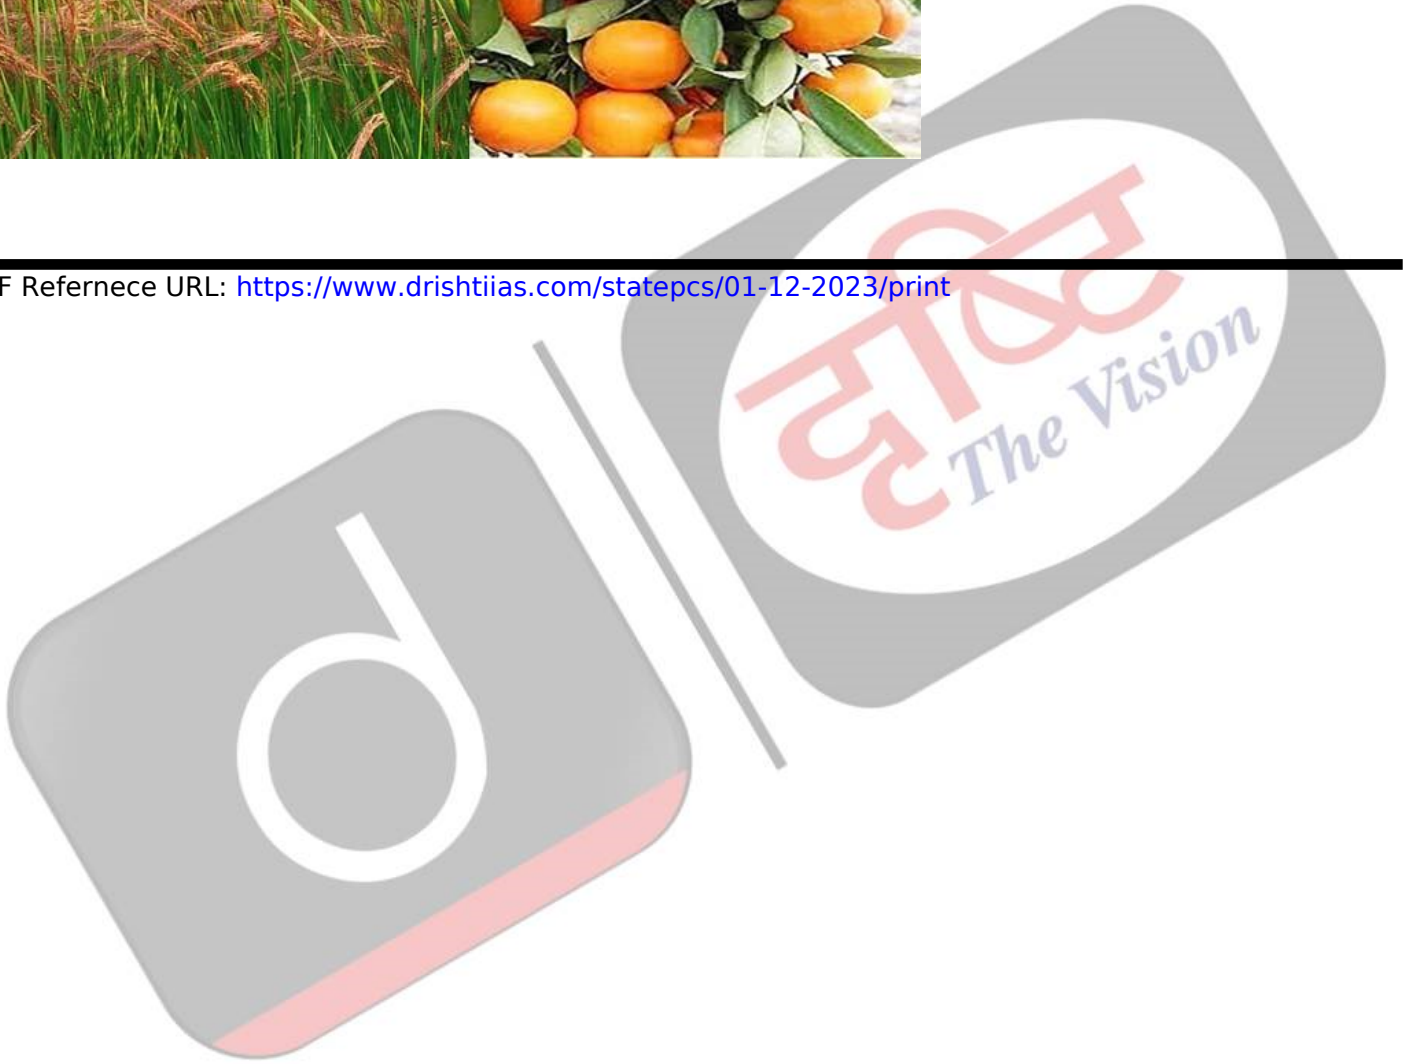 F Refernece URL: https://www.drishtiias.com/statepcs/01-12-2023/print
दृष्टि
The Vision
d